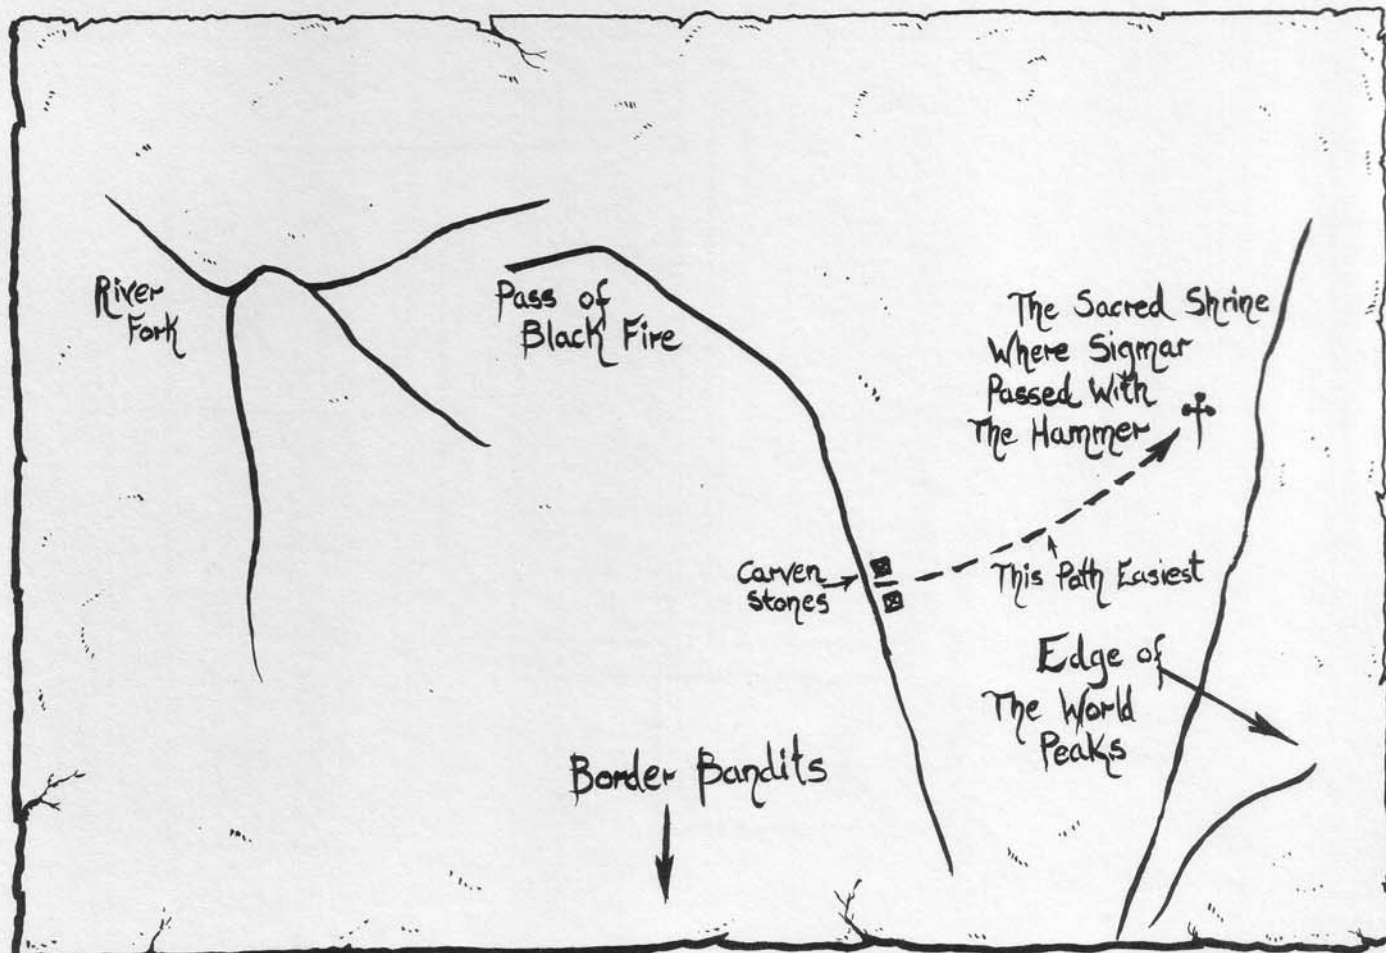 River
Fork
Pass of
Black Fire
The Sacred Shrine
Where Sigmar
Passed With
The Hammer
Carven
Stones
This Path Easiest
Edge of
The World
Peaks
Border Bandits